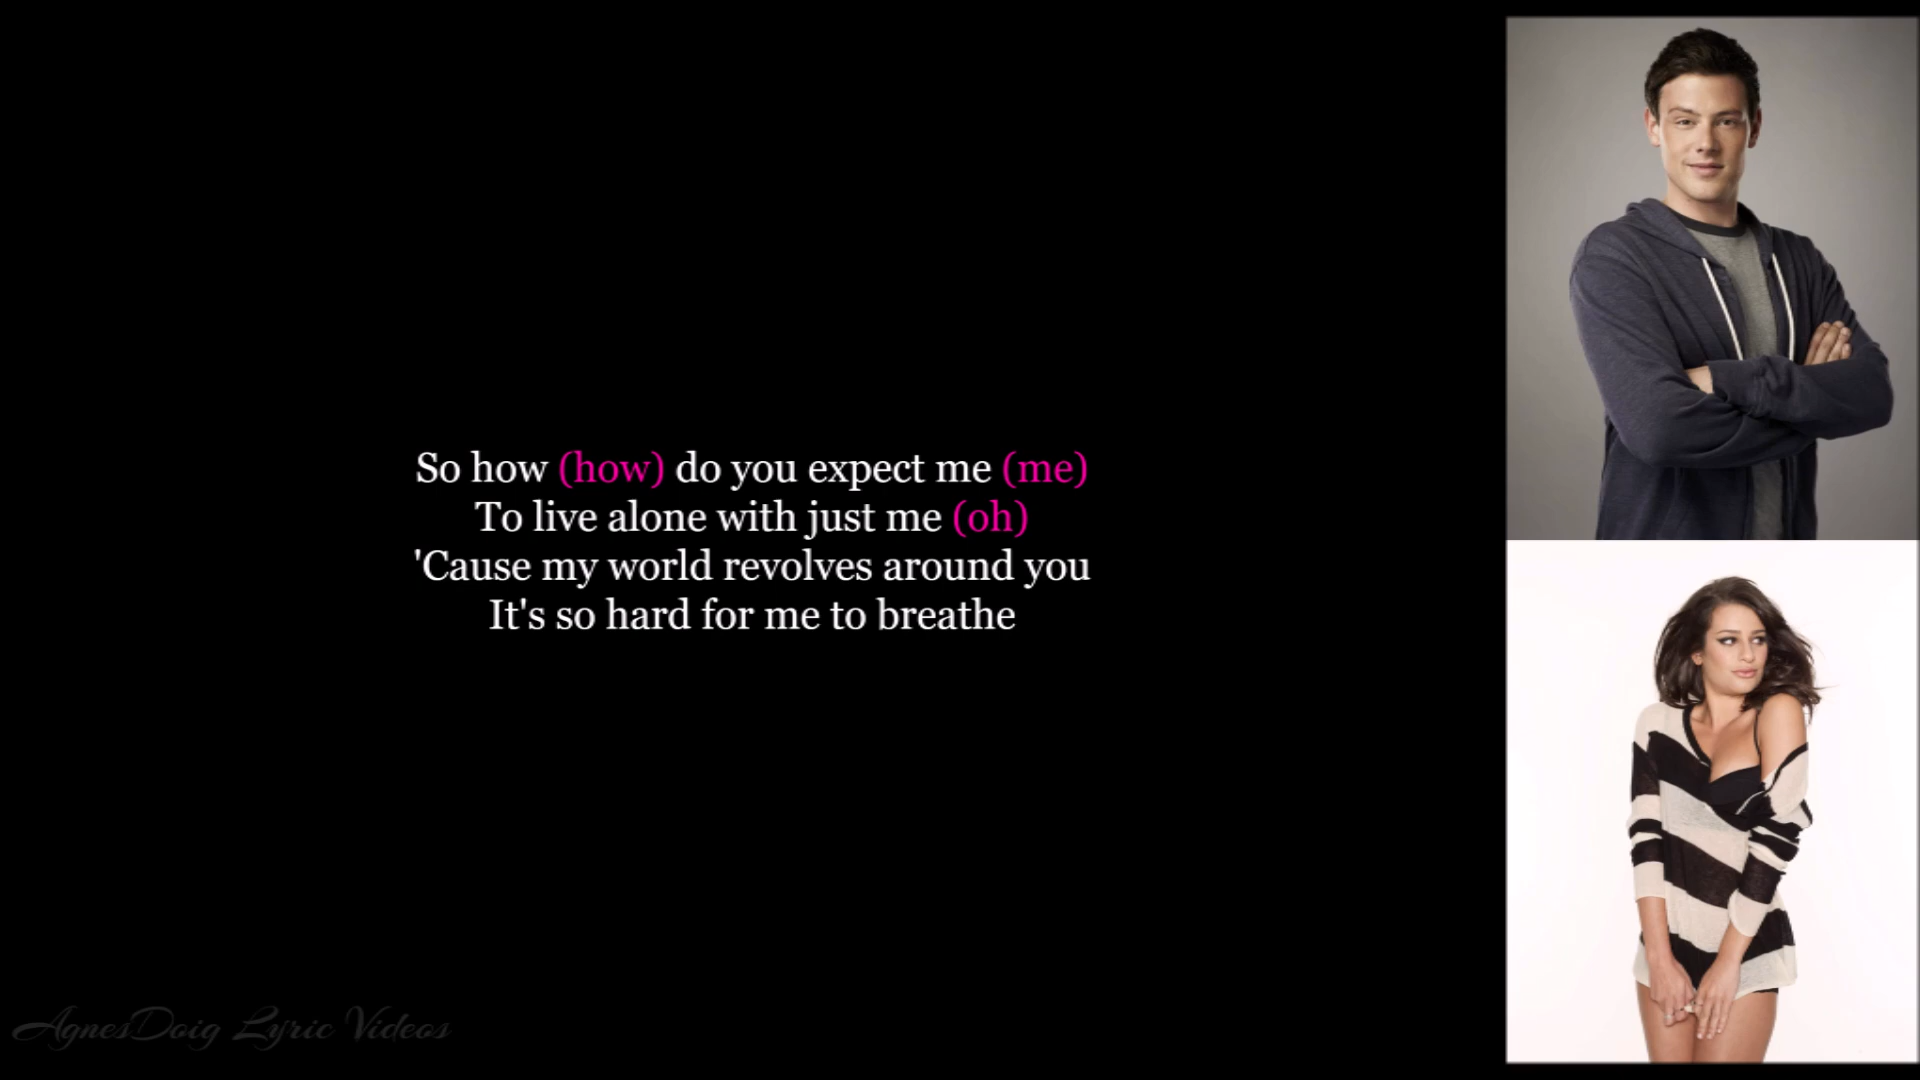 So how (how) do you expect me (me)
To live alone with just me (oh)
'Cause my world revolves around you
It's so hard for me to breathe
AgnesDoig Lyric Videos